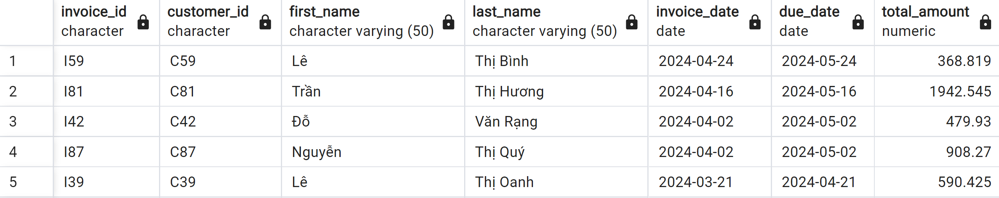 invoice_id customer_id first_name last_name invoice_date due_date total_amount
character character character varying (50) character varying (50) date date numeric
1 I59 C59 Lê Thị Bình 2024-04-24 2024-05-24 368.819
2 I81 C81 Trần Thị Hương 2024-04-16 2024-05-16 1942.545
3 I42 C42 Đỗ Văn Rạng 2024-04-02 2024-05-02 479.93
4 I87 C87 Nguyễn Thị Quý 2024-04-02 2024-05-02 908.27
5 I39 C39 Lê Thị Oanh 2024-03-21 2024-04-21 590.425